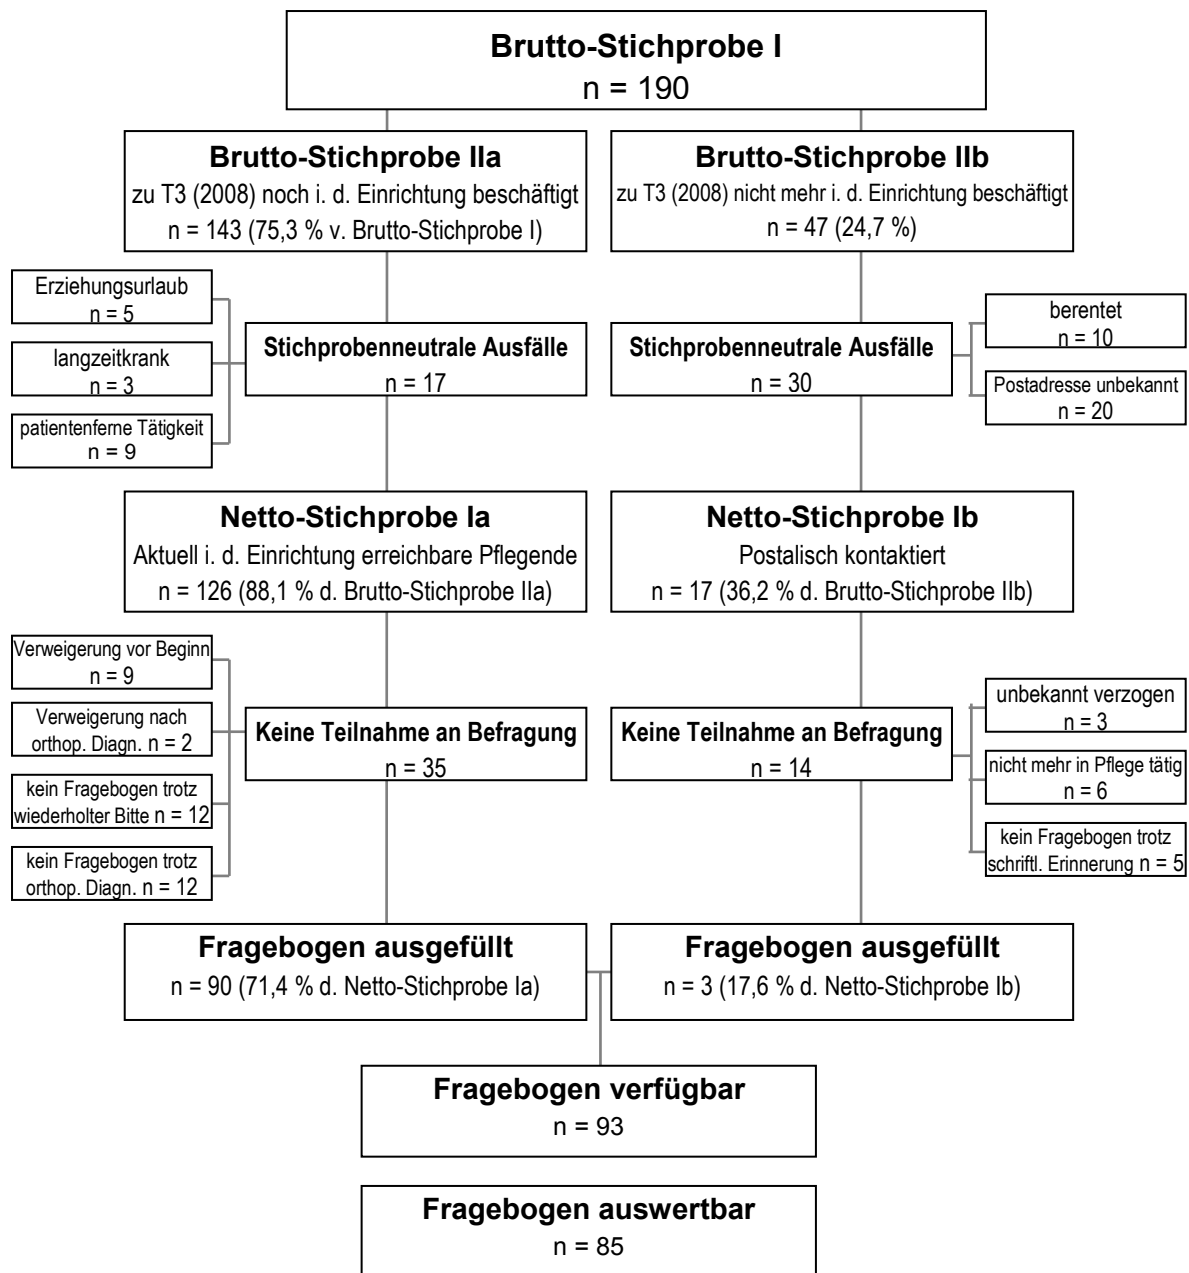 Brutto-Stichprobe I
n = 190
Brutto-Stichprobe IIa
zu T3 (2008) noch i. d. Einrichtung beschäftigt
n = 143 (75,3 % v. Brutto-Stichprobe I)
Brutto-Stichprobe IIb
zu T3 (2008) nicht mehr i. d. Einrichtung beschäftigt
n = 47 (24,7 %)
Erziehungsurlaub
n = 5
langzeitkrank
n = 3
patientenferne Tätigkeit
n = 9
Stichprobenneutrale Ausfälle
n = 17
Stichprobenneutrale Ausfälle
n = 30
berentet
n = 10
Postadresse unbekannt
n = 20
Netto-Stichprobe Ia
Aktuell i. d. Einrichtung erreichbare Pflegende
n = 126 (88,1 % d. Brutto-Stichprobe IIa)
Netto-Stichprobe Ib
Postalisch kontaktiert
n = 17 (36,2 % d. Brutto-Stichprobe IIb)
Verweigerung vor Beginn
n = 9
Verweigerung nach
orthop. Diagn. n = 2
kein Fragebogen trotz
wiederholter Bitte n = 12
kein Fragebogen trotz
orthop. Diagn. n = 12
Keine Teilnahme an Befragung
n = 35
Keine Teilnahme an Befragung
n = 14
unbekannt verzogen
n = 3
nicht mehr in Pflege tätig
n = 6
kein Fragebogen trotz
schriftl. Erinnerung n = 5
Fragebogen ausgefüllt
n = 90 (71,4 % d. Netto-Stichprobe Ia)
Fragebogen ausgefüllt
n = 3 (17,6 % d. Netto-Stichprobe Ib)
Fragebogen verfügbar
n = 93
Fragebogen auswertbar
n = 85